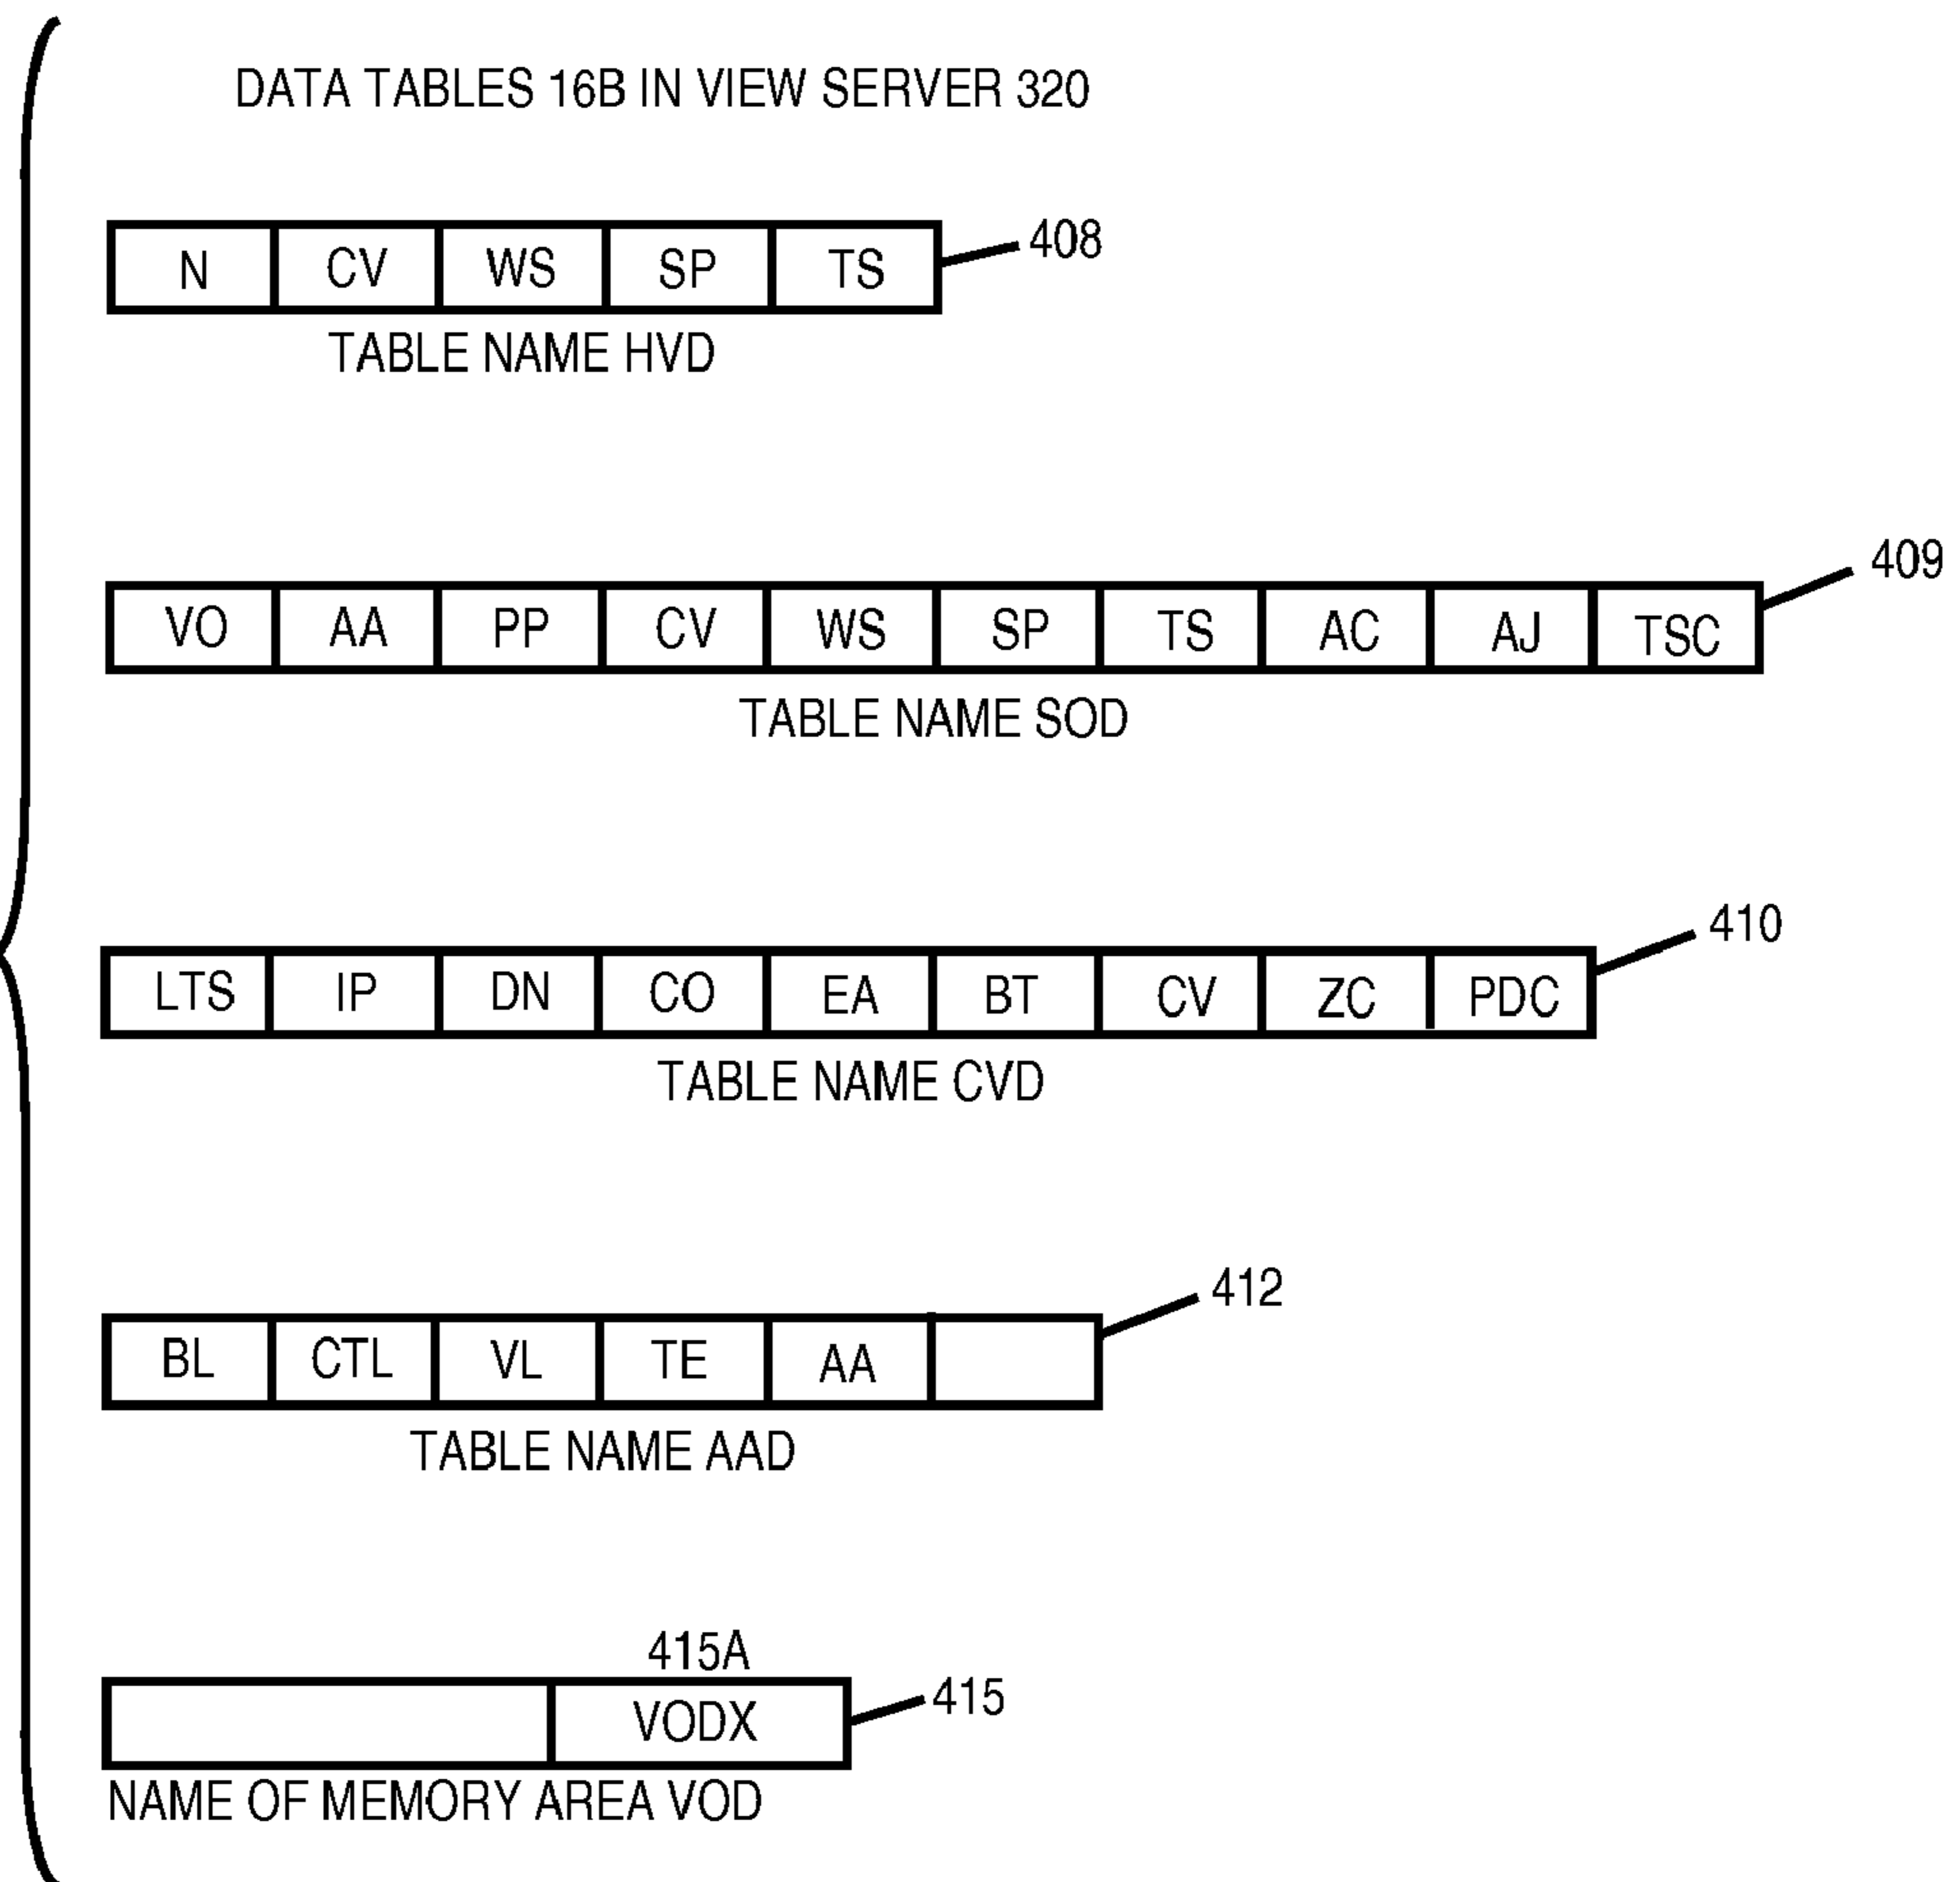 DATA TABLES 16B IN VIEW SERVER 320
N CV WS SP TS 408
TABLE NAME HVD
409
VO AA PP CV WS SP TS AC AJ TSC
TABLE NAME SOD
410
LTS IP DN CO EA BT CV ZC PDC
TABLE NAME CVD
412
BL CTL VL TE AA
TABLE NAME AAD
415A
VODX 415
NAME OF MEMORY AREA VOD